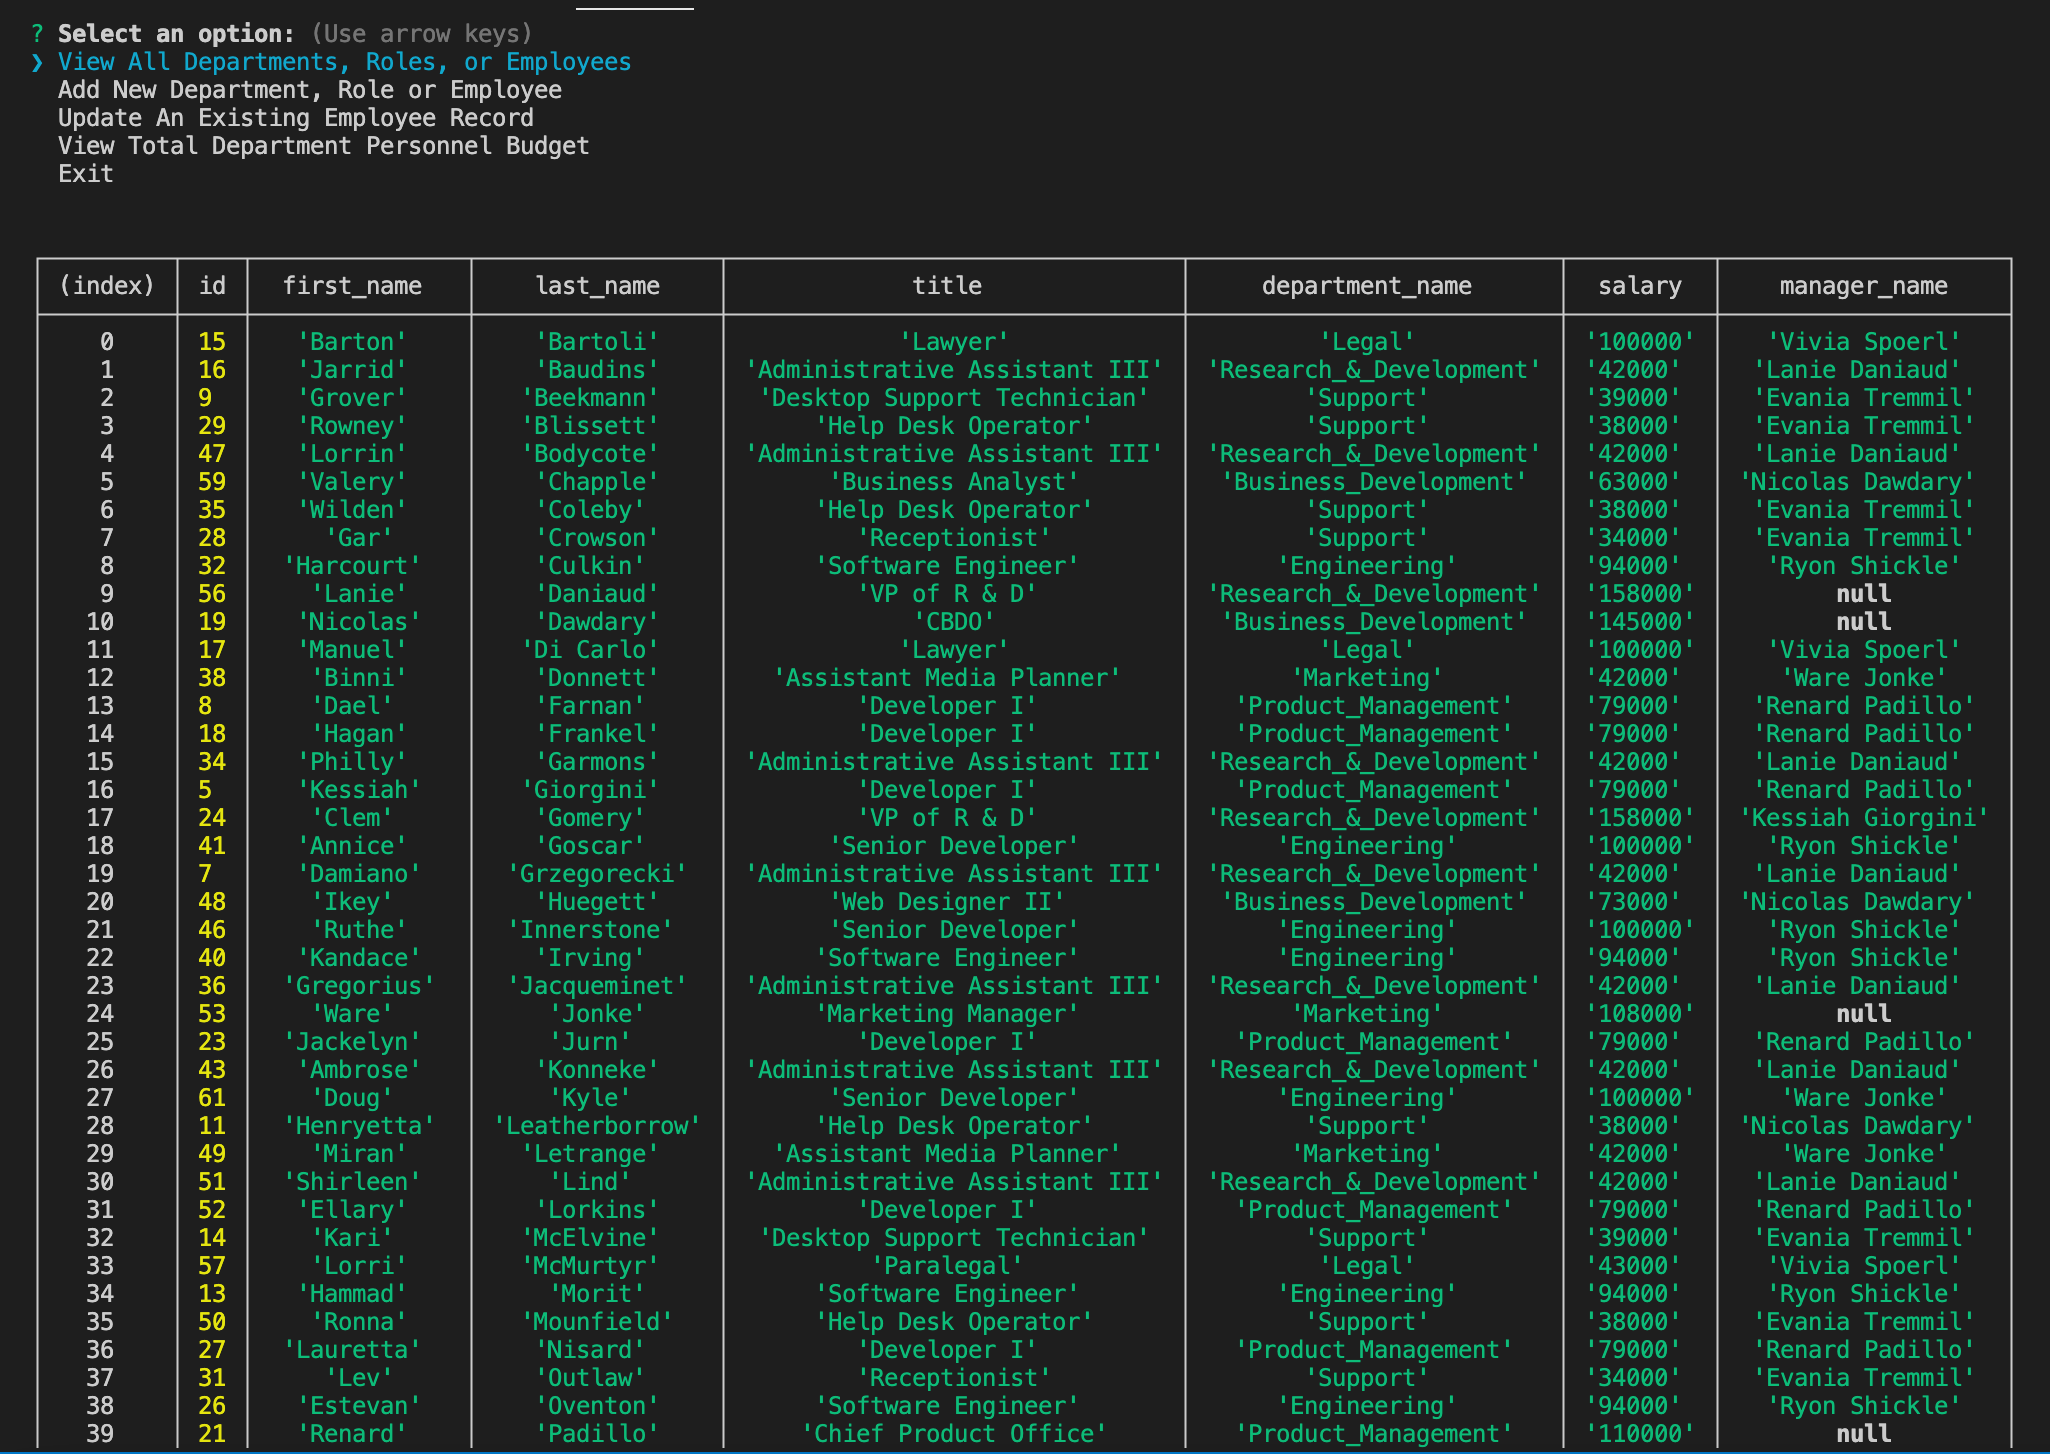 ? Select an option: (Use arrow keys)
❯ View All Departments, Roles, or Employees
Add New Department, Role or Employee
Update An Existing Employee Record
View Total Department Personnel Budget
Exit
(index) id first_name last_name title department_name salary manager_name
0 15 'Barton' 'Bartoli' 'Lawyer' 'Legal' '100000' 'Vivia Spoerl'
1 16 'Jarrid' 'Baudins' 'Administrative Assistant III' 'Research_&_Development' '42000' 'Lanie Daniaud'
2 9 'Grover' 'Beekmann' 'Desktop Support Technician' 'Support' '39000' 'Evania Tremmil'
3 29 'Rowney' 'Blissett' 'Help Desk Operator' 'Support' '38000' 'Evania Tremmil'
4 47 'Lorrin' 'Bodycote' 'Administrative Assistant III' 'Research_&_Development' '42000' 'Lanie Daniaud'
5 59 'Valery' 'Chapple' 'Business Analyst' 'Business_Development' '63000' 'Nicolas Dawdary'
6 35 'Wilden' 'Coleby' 'Help Desk Operator' 'Support' '38000' 'Evania Tremmil'
7 28 'Gar' 'Crowson' 'Receptionist' 'Support' '34000' 'Evania Tremmil'
8 32 'Harcourt' 'Culkin' 'Software Engineer' 'Engineering' '94000' 'Ryon Shickle'
9 56 'Lanie' 'Daniaud' 'VP of R & D' 'Research_&_Development' '158000' null
10 19 'Nicolas' 'Dawdary' 'CBDO' 'Business_Development' '145000' null
11 17 'Manuel' 'Di Carlo' 'Lawyer' 'Legal' '100000' 'Vivia Spoerl'
12 38 'Binni' 'Donnett' 'Assistant Media Planner' 'Marketing' '42000' 'Ware Jonke'
13 8 'Dael' 'Farnan' 'Developer I' 'Product_Management' '79000' 'Renard Padillo'
14 18 'Hagan' 'Frankel' 'Developer I' 'Product_Management' '79000' 'Renard Padillo'
15 34 'Philly' 'Garmons' 'Administrative Assistant III' 'Research_&_Development' '42000' 'Lanie Daniaud'
16 5 'Kessiah' 'Giorgini' 'Developer I' 'Product_Management' '79000' 'Renard Padillo'
17 24 'Clem' 'Gomery' 'VP of R & D' 'Research_&_Development' '158000' 'Kessiah Giorgini'
18 41 'Annice' 'Goscar' 'Senior Developer' 'Engineering' '100000' 'Ryon Shickle'
19 7 'Damiano' 'Grzegorecki' 'Administrative Assistant III' 'Research_&_Development' '42000' 'Lanie Daniaud'
20 48 'Ikey' 'Huegett' 'Web Designer II' 'Business_Development' '73000' 'Nicolas Dawdary'
21 46 'Ruthe' 'Innerstone' 'Senior Developer' 'Engineering' '100000' 'Ryon Shickle'
22 40 'Kandace' 'Irving' 'Software Engineer' 'Engineering' '94000' 'Ryon Shickle'
23 36 'Gregorius' 'Jacqueminet' 'Administrative Assistant III' 'Research_&_Development' '42000' 'Lanie Daniaud'
24 53 'Ware' 'Jonke' 'Marketing Manager' 'Marketing' '108000' null
25 23 'Jackelyn' 'Jurn' 'Developer I' 'Product_Management' '79000' 'Renard Padillo'
26 43 'Ambrose' 'Konneke' 'Administrative Assistant III' 'Research_&_Development' '42000' 'Lanie Daniaud'
27 61 'Doug' 'Kyle' 'Senior Developer' 'Engineering' '100000' 'Ware Jonke'
28 11 'Henryetta' 'Leatherborrow' 'Help Desk Operator' 'Support' '38000' 'Nicolas Dawdary'
29 49 'Miran' 'Letrange' 'Assistant Media Planner' 'Marketing' '42000' 'Ware Jonke'
30 51 'Shirleen' 'Lind' 'Administrative Assistant III' 'Research_&_Development' '42000' 'Lanie Daniaud'
31 52 'Ellary' 'Lorkins' 'Developer I' 'Product_Management' '79000' 'Renard Padillo'
32 14 'Kari' 'McElvine' 'Desktop Support Technician' 'Support' '39000' 'Evania Tremmil'
33 57 'Lorri' 'McMurtyr' 'Paralegal' 'Legal' '43000' 'Vivia Spoerl'
34 13 'Hammad' 'Morit' 'Software Engineer' 'Engineering' '94000' 'Ryon Shickle'
35 50 'Ronna' 'Mounfield' 'Help Desk Operator' 'Support' '38000' 'Evania Tremmil'
36 27 'Lauretta' 'Nisard' 'Developer I' 'Product_Management' '79000' 'Renard Padillo'
37 31 'Lev' 'Outlaw' 'Receptionist' 'Support' '34000' 'Evania Tremmil'
38 26 'Estevan' 'Oventon' 'Software Engineer' 'Engineering' '94000' 'Ryon Shickle'
39 21 'Renard' 'Padillo' 'Chief Product Office' 'Product_Management' '110000' null